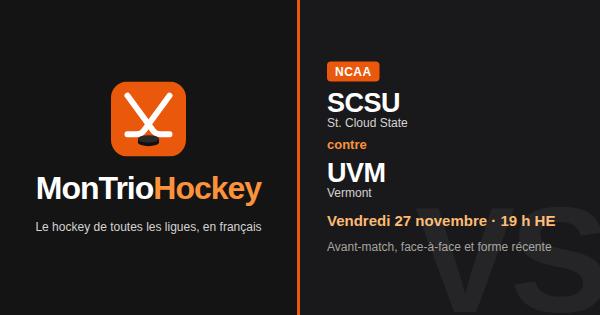 MonTrioHockey
Le hockey de toutes les ligues, en français
NCAA
SCSU
St. Cloud State
contre
UVM
Vermont
Vendredi 27 novembre · 19 h HE
Avant-match, face-à-face et forme récente
VS